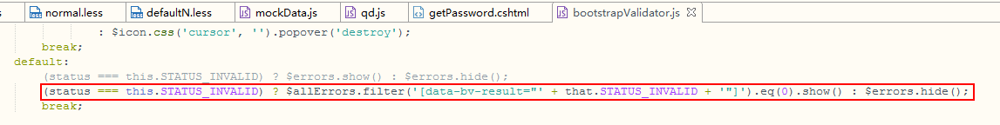 s normal.less defaultN.less mockData.js qd.js getPassword.cshtml bootstrapValidator.js
: $icon.css('cursor', '').popover('destroy');
break;
default:
(status === this.STATUS_INVALID) ? $errors.show() : $errors.hide();
(status === this.STATUS_INVALID) ? $allErrors.filter('[data-bv-result="' + that.STATUS_INVALID + '"]').eq(0).show() : $errors.hide();
break;